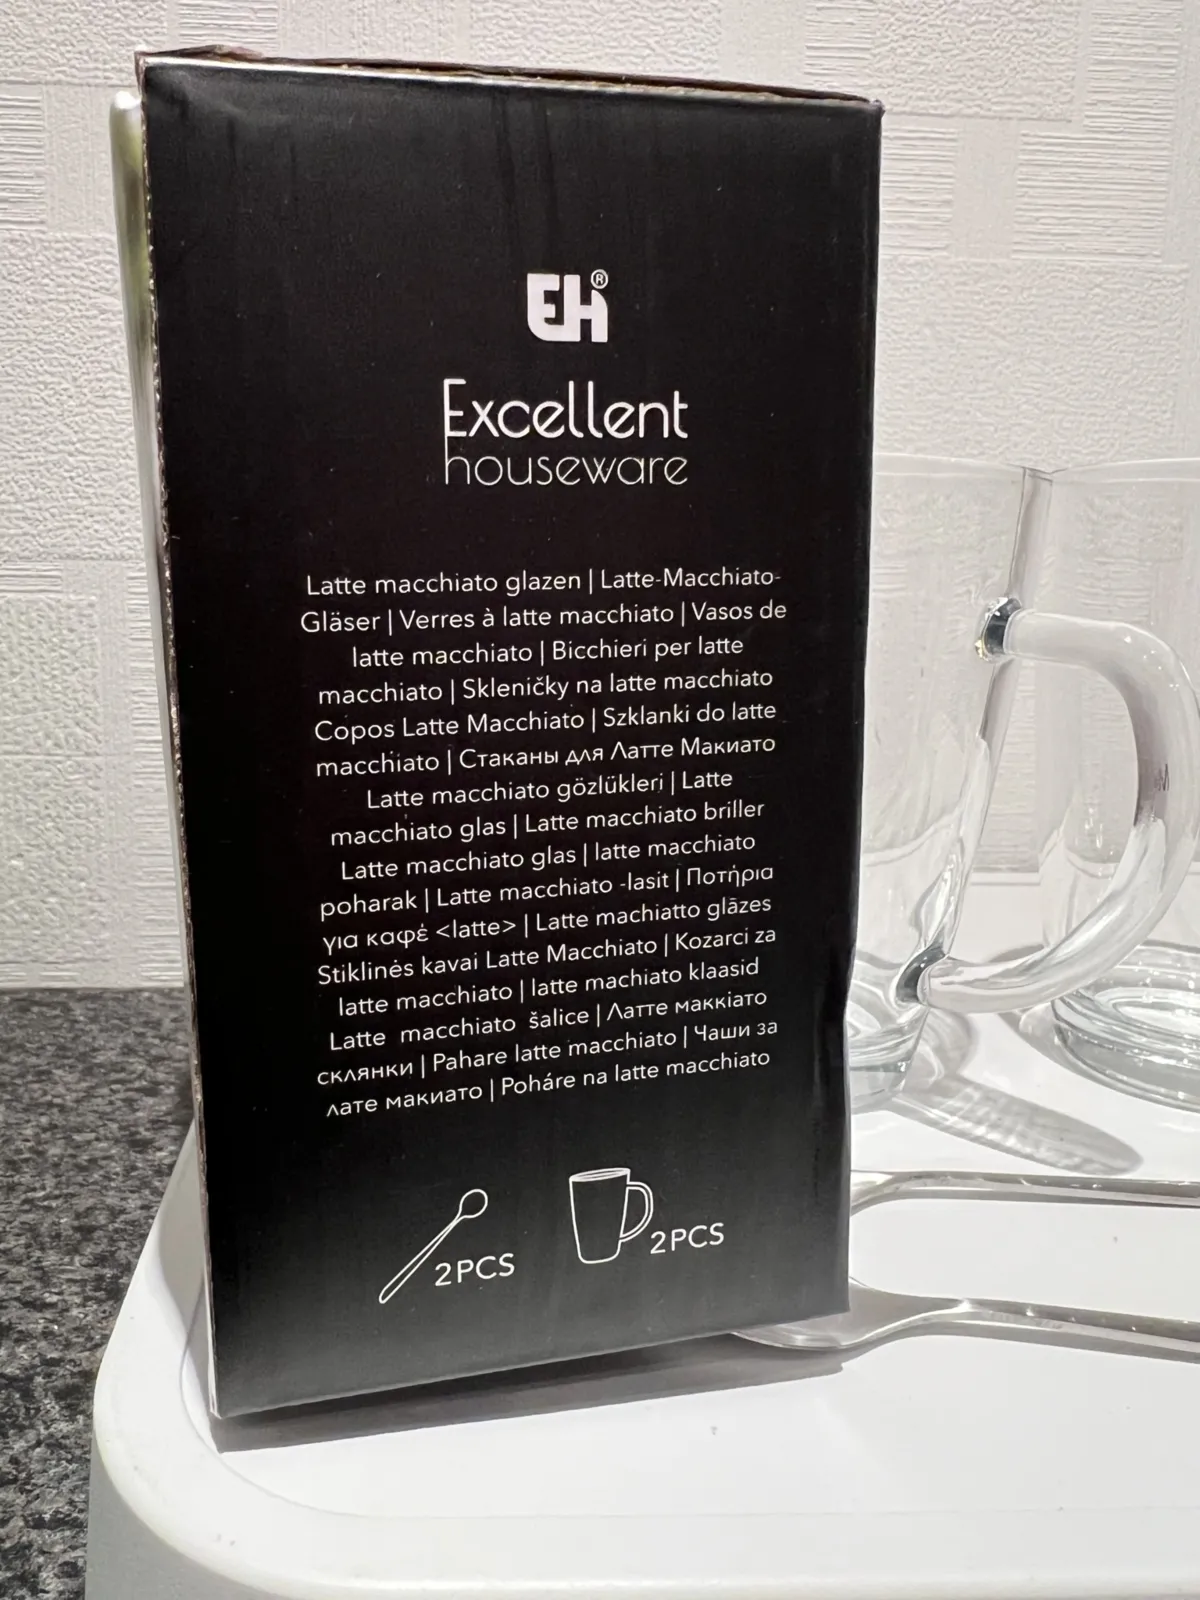 EH®
Excellent
houseware
Latte macchiato glazen | Latte-Macchiato-
Gläser | Verres à latte macchiato | Vasos de
latte macchiato | Bicchieri per latte
macchiato | Skleničky na latte macchiato
Copos Latte Macchiato | Szklanki do latte
macchiato | Стаканы для Латте Макиато
Latte macchiato gözlükleri | Latte
macchiato glas | Latte macchiato briller
Latte macchiato glas | latte macchiato
poharak | Latte macchiato -lasit | Ποτήρια
για καφέ <latte> | Latte machiatto glāzes
Stiklinės kavai Latte Macchiato | Kozarci za
latte macchiato | latte machiato klaasid
Latte macchiato šalice | Латте маккіато
склянки | Pahare latte macchiato | Чаши за
лате макиато | Poháre na latte macchiato
2PCS
2PCS